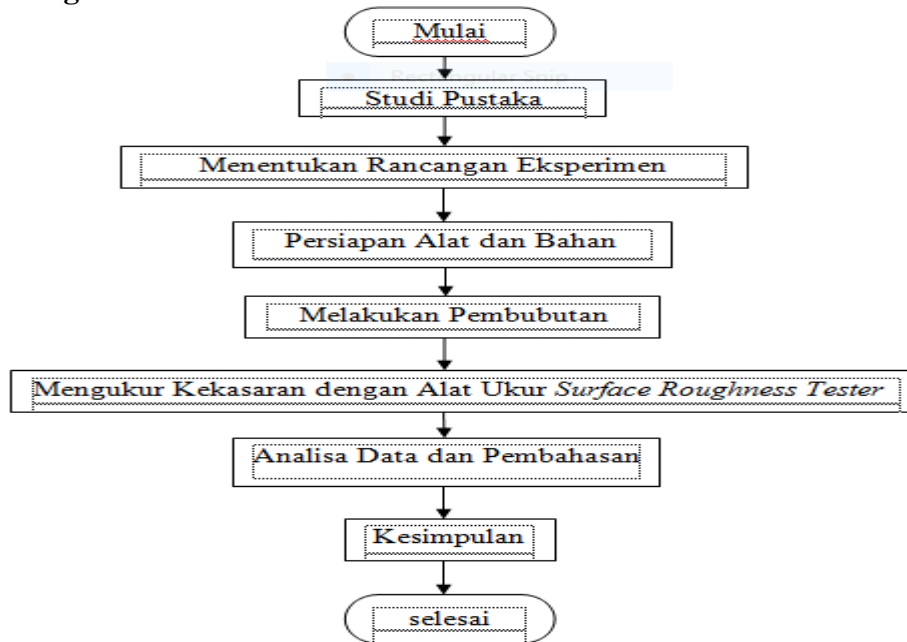 Mulai
Studi Pustaka
Menentukan Rancangan Eksperimen
Persiapan Alat dan Bahan
Melakukan Pembubutan
Mengukur Kekasaran dengan Alat Ukur Surface Roughness Tester
Analisa Data dan Pembahasan
Kesimpulan
selesai